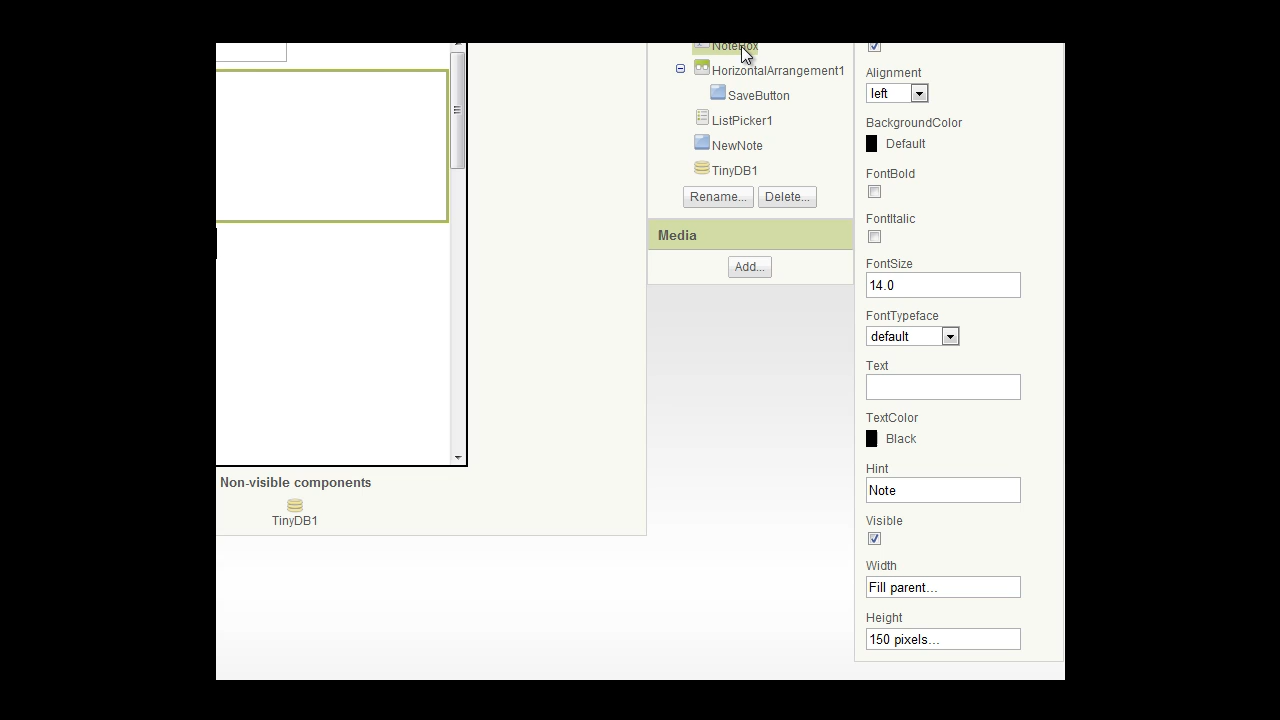 NoteBox
HorizontalArrangement1
SaveButton
ListPicker1
NewNote
TinyDB1
Rename...
Delete...
Media
Add...
Non-visible components
TinyDB1
Alignment
left
BackgroundColor
Default
FontBold
FontItalic
FontSize
14.0
FontTypeface
default
Text
TextColor
Black
Hint
Note
Visible
Width
Fill parent...
Height
150 pixels...